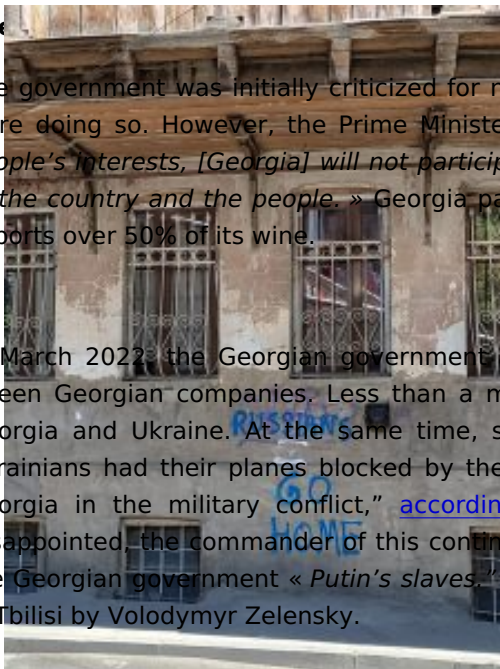 e government was initially criticized for
re doing so. However, the Prime Ministe
ople's interests, [Georgia] will not particip
the country and the people. » Georgia pa
ports over 50% of its wine.
March 2022, the Georgian government
een Georgian companies. Less than a m
orgia and Ukraine. At the same time, s
RUSSIANS
rainians had their planes blocked by the
GO
orgia in the military conflict,” accordin
HOME
sappointed, the commander of this contin
e Georgian government « Putin’s slaves.”
Tbilisi by Volodymyr Zelensky.